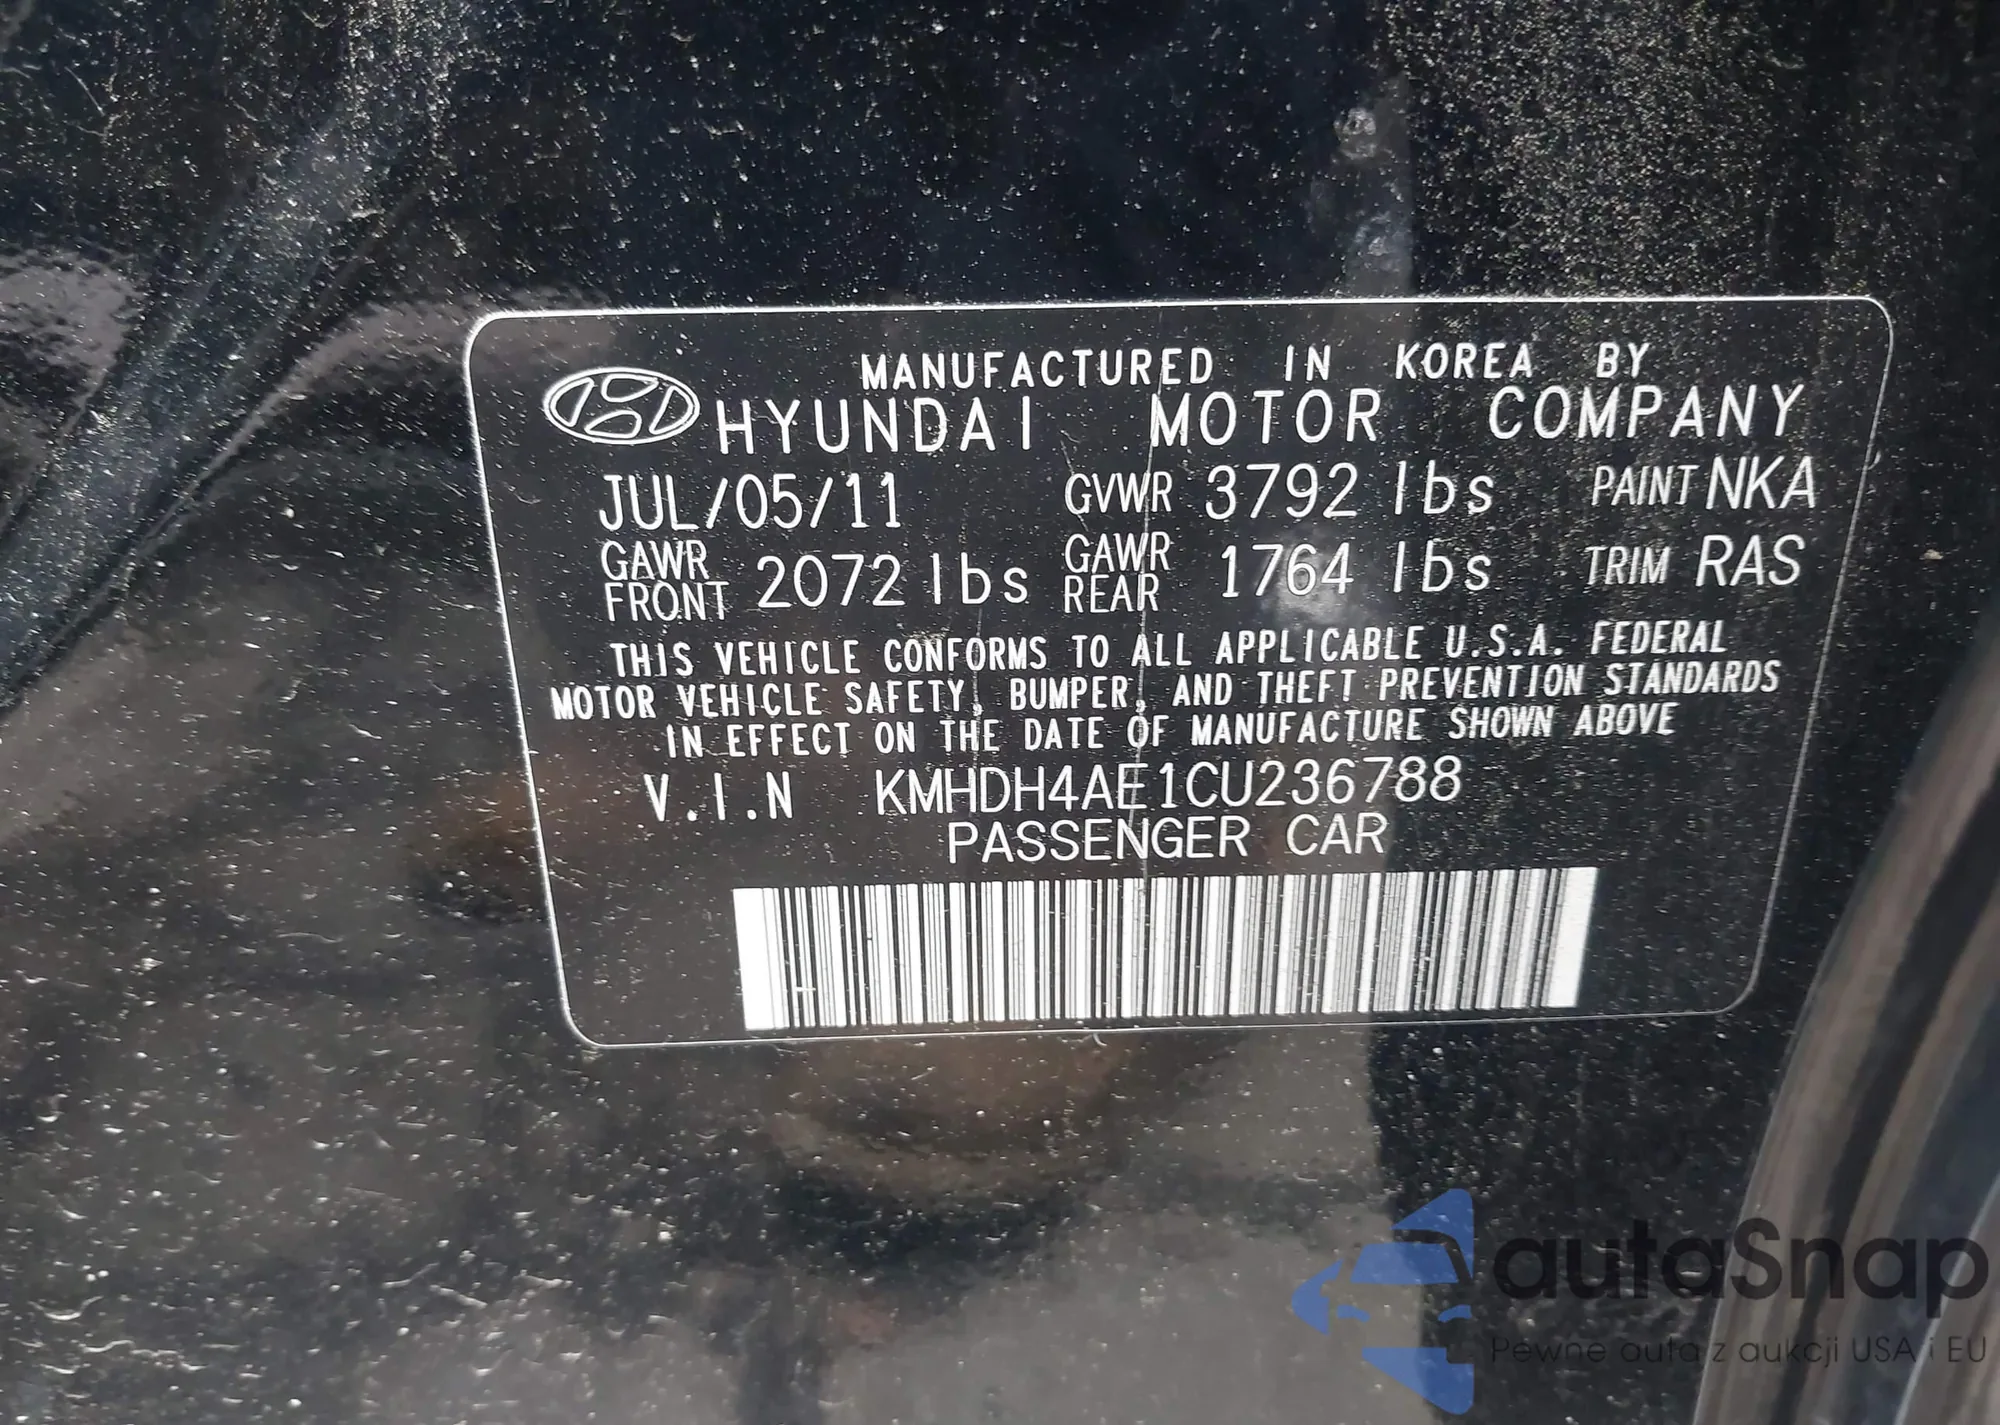 MANUFACTURED IN KOREA BY
HYUNDAI MOTOR COMPANY
JUL/05/11 GVWR 3792 lbs PAINT NKA
GAWR FRONT 2072 lbs GAWR REAR 1764 lbs TRIM RAS
THIS VEHICLE CONFORMS TO ALL APPLICABLE U.S.A. FEDERAL
MOTOR VEHICLE SAFETY, BUMPER, AND THEFT PREVENTION STANDARDS
IN EFFECT ON THE DATE OF MANUFACTURE SHOWN ABOVE
V.I.N KMHDH4AE1CU236788
PASSENGER CAR
autaSnap
Pewne auta z aukcji USA i EU